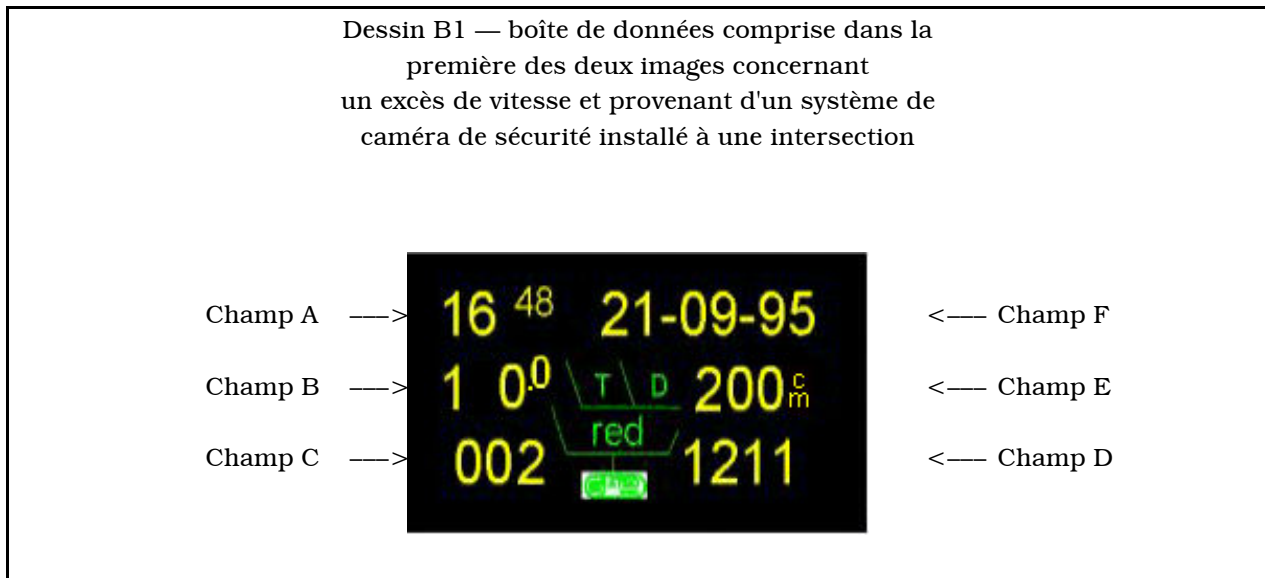 Dessin B1 — boîte de données comprise dans la
première des deux images concernant
un excès de vitesse et provenant d'un système de
caméra de sécurité installé à une intersection
Champ A —–> 16 48 21-09-95 <—– Champ F
Champ B —–> 1 0.0 T D 200 cm <—– Champ E
red
Champ C —–> 002 1211 <—– Champ D